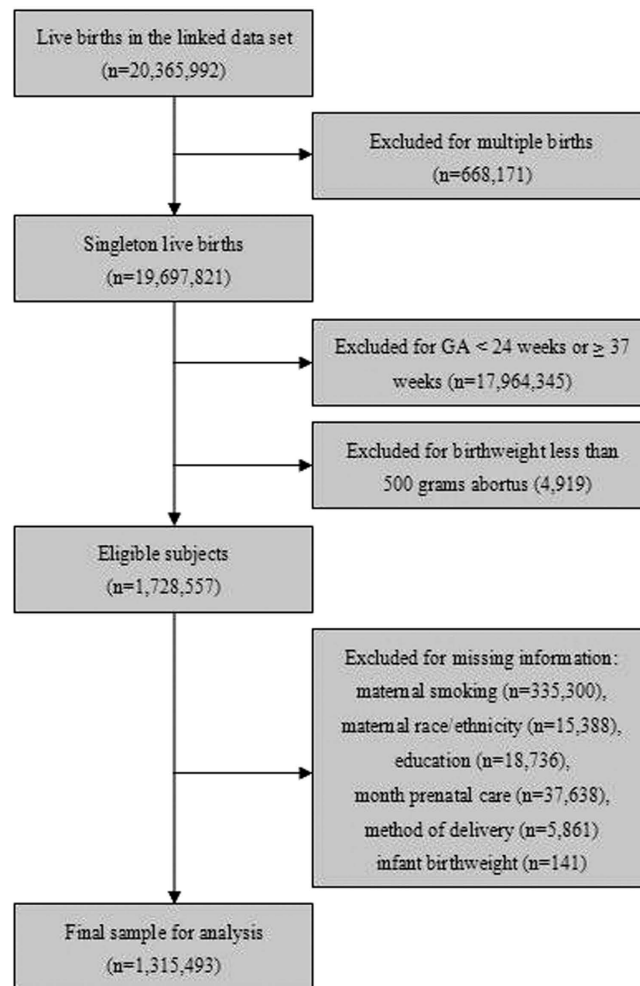 Live births in the linked data set
(n=20,365,992)
Excluded for multiple births
(n=668,171)
Singleton live births
(n=19,697,821)
Excluded for GA < 24 weeks or ≥ 37
weeks (n=17,964,345)
Excluded for birthweight less than
500 grams abortus (4,919)
Eligible subjects
(n=1,728,557)
Excluded for missing information:
maternal smoking (n=335,300),
maternal race/ethnicity (n=15,388),
education (n=18,736),
month prenatal care (n=37,638),
method of delivery (n=5,861)
infant birthweight (n=141)
Final sample for analysis
(n=1,315,493)